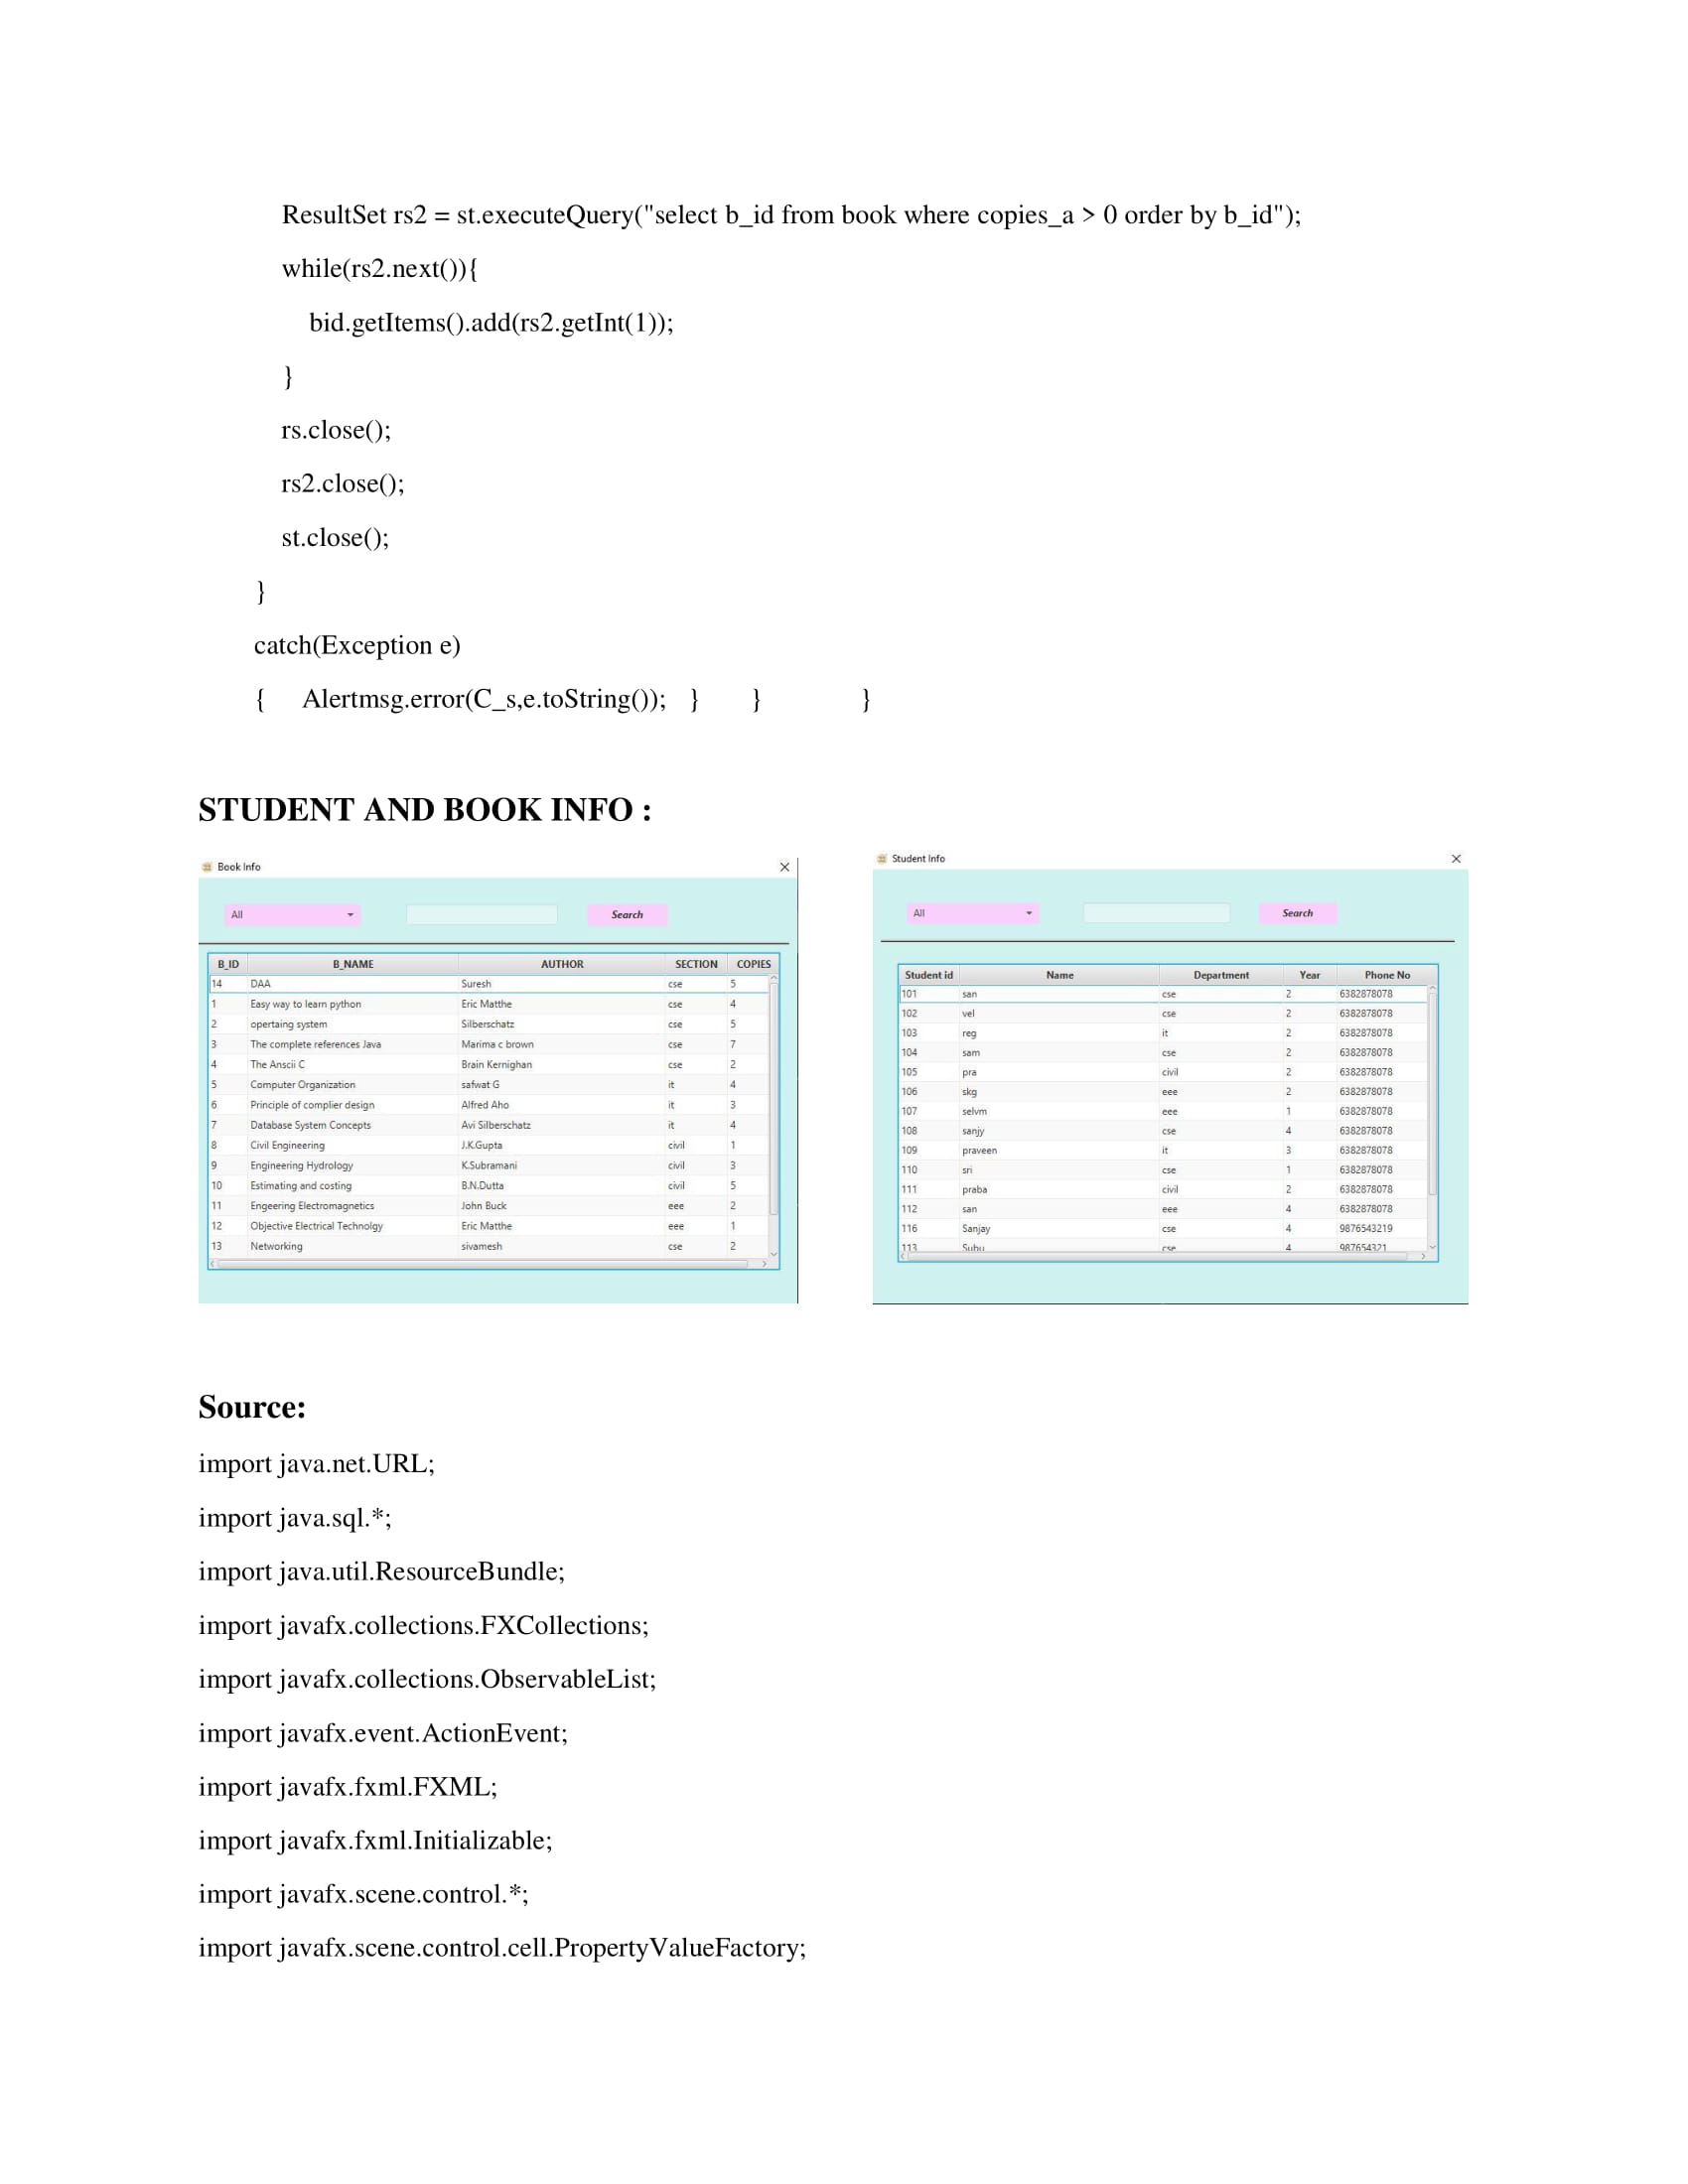 ResultSet rs2 = st.executeQuery("select b_id from book where copies_a > 0 order by b_id");
while(rs2.next()){
bid.getItems().add(rs2.getInt(1));
}
rs.close();
rs2.close();
st.close();
}
catch(Exception e)
{ Alertmsg.error(C_s,e.toString()); } } }
STUDENT AND BOOK INFO :
Book Info
All Search
B_ID B_NAME AUTHOR SECTION COPIES
14 DAA Suresh cse 5
1 Easy way to learn python Eric Matthe cse 4
2 opertaing system Silberschatz cse 5
3 The complete references Java Marima c brown cse 7
4 The Anscii C Brain Kernighan cse 2
5 Computer Organization safwat G it 4
6 Principle of complier design Alfred Aho it 3
7 Database System Concepts Avi Silberschatz it 4
8 Civil Engineering J.K.Gupta civil 1
9 Engineering Hydrology K.Subramani civil 3
10 Estimating and costing B.N.Dutta civil 5
11 Engeering Electromagnetics John Buck eee 2
12 Objective Electrical Technolgy Eric Matthe eee 1
13 Networking sivamesh cse 2
Student Info
All Search
Student id Name Department Year Phone No
101 san cse 2 6382878078
102 vel cse 2 6382878078
103 reg it 2 6382878078
104 sam cse 2 6382878078
105 pra civil 2 6382878078
106 skg eee 2 6382878078
107 selvm eee 1 6382878078
108 sanjy cse 4 6382878078
109 praveen it 3 6382878078
110 sri cse 1 6382878078
111 praba civil 2 6382878078
112 san eee 4 6382878078
116 Sanjay cse 4 9876543219
113 Subu cse 4 987654321
Source:
import java.net.URL;
import java.sql.*;
import java.util.ResourceBundle;
import javafx.collections.FXCollections;
import javafx.collections.ObservableList;
import javafx.event.ActionEvent;
import javafx.fxml.FXML;
import javafx.fxml.Initializable;
import javafx.scene.control.*;
import javafx.scene.control.cell.PropertyValueFactory;